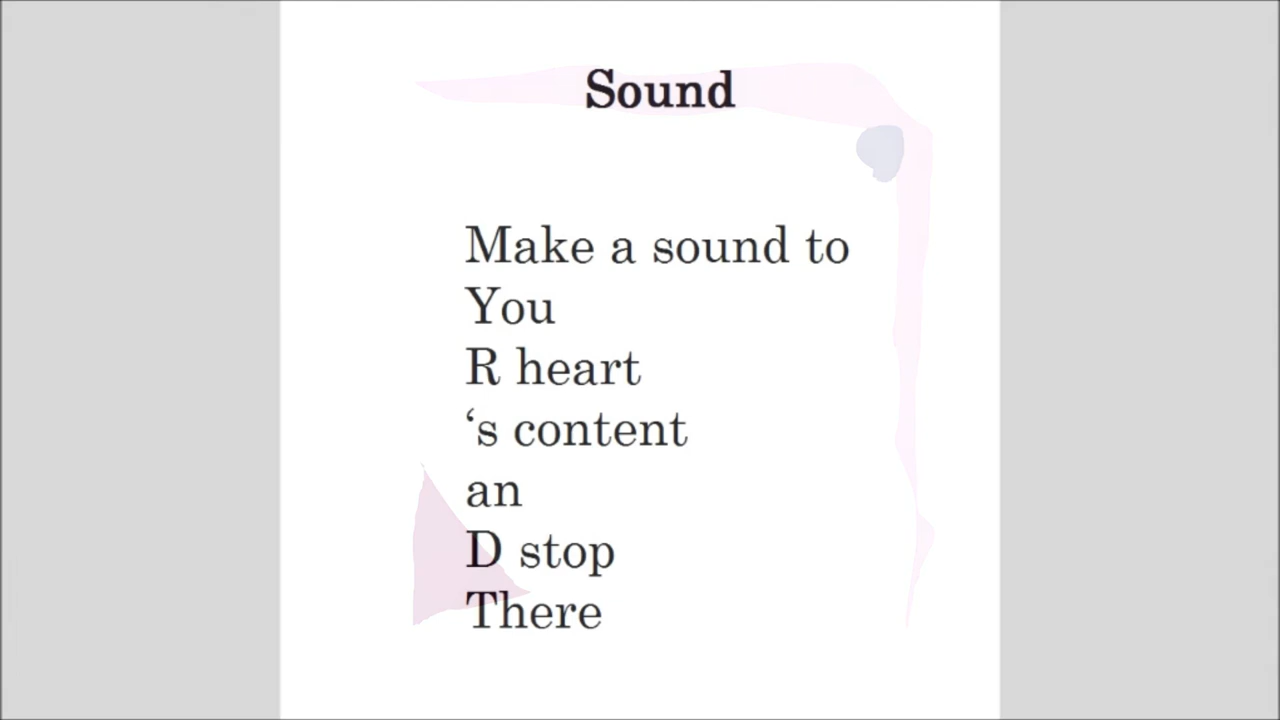 Sound
Make a sound to
You
R heart
‘s content
an
D stop
There